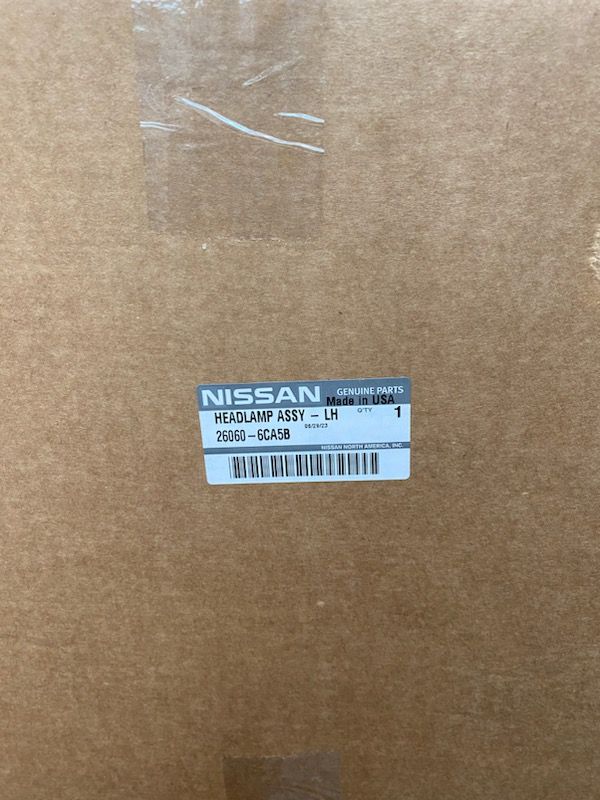 NISSAN GENUINE PARTS
Made in USA
HEADLAMP ASSY - LH Q'TY 1
06/29/23
26060-6CA5B
NISSAN NORTH AMERICA, INC.